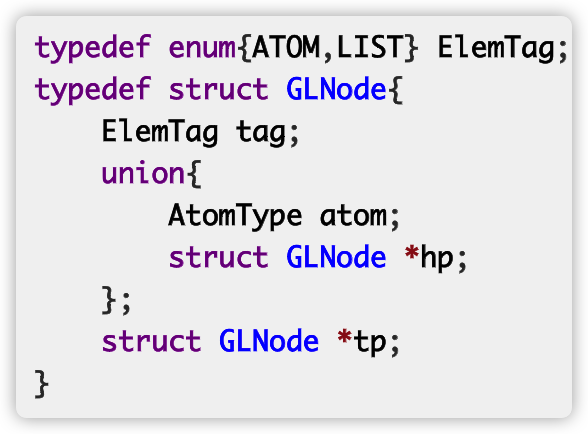 typedef enum{ATOM,LIST} ElemTag;
typedef struct GLNode{
    ElemTag tag;
    union{
        AtomType atom;
        struct GLNode *hp;
    };
    struct GLNode *tp;
}